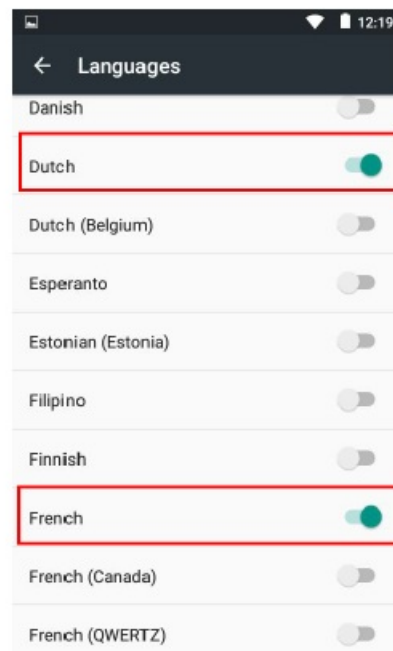 12:19
Languages
Danish
Dutch
Dutch (Belgium)
Esperanto
Estonian (Estonia)
Filipino
Finnish
French
French (Canada)
French (QWERTZ)